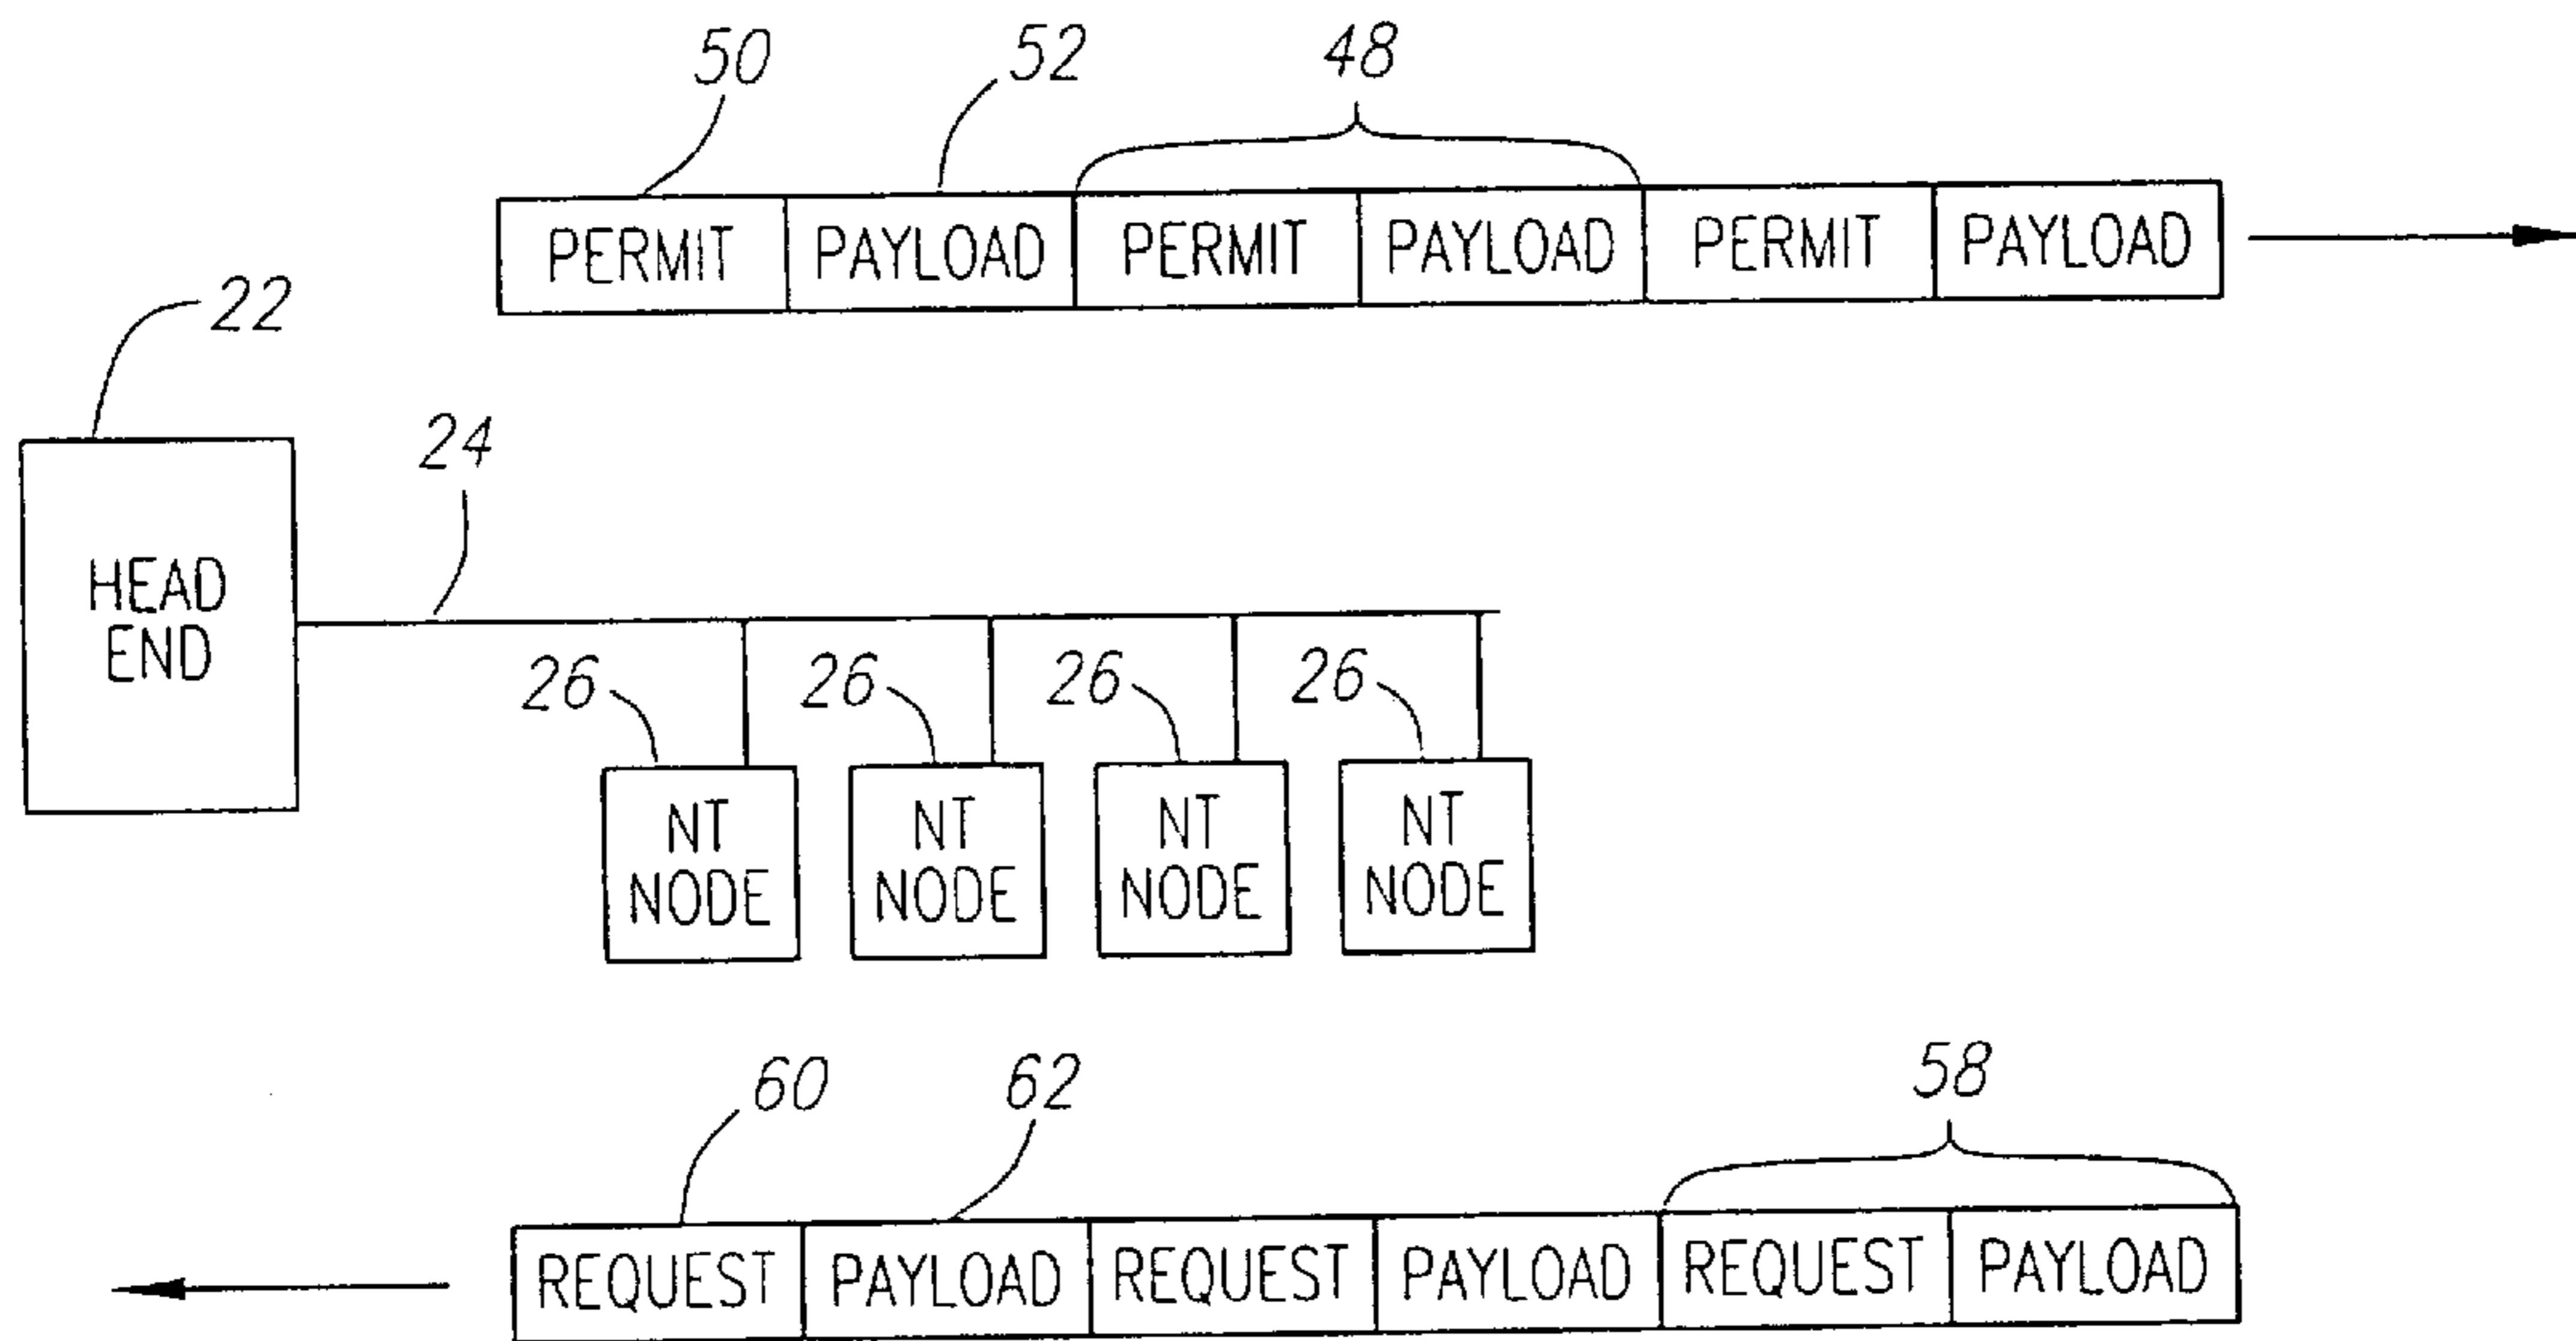 50 52 48
PERMIT PAYLOAD PERMIT PAYLOAD PERMIT PAYLOAD
22
24
HEAD
END
26 26 26 26
NT NODE
NT NODE
NT NODE
NT NODE
60 62 58
REQUEST PAYLOAD REQUEST PAYLOAD REQUEST PAYLOAD